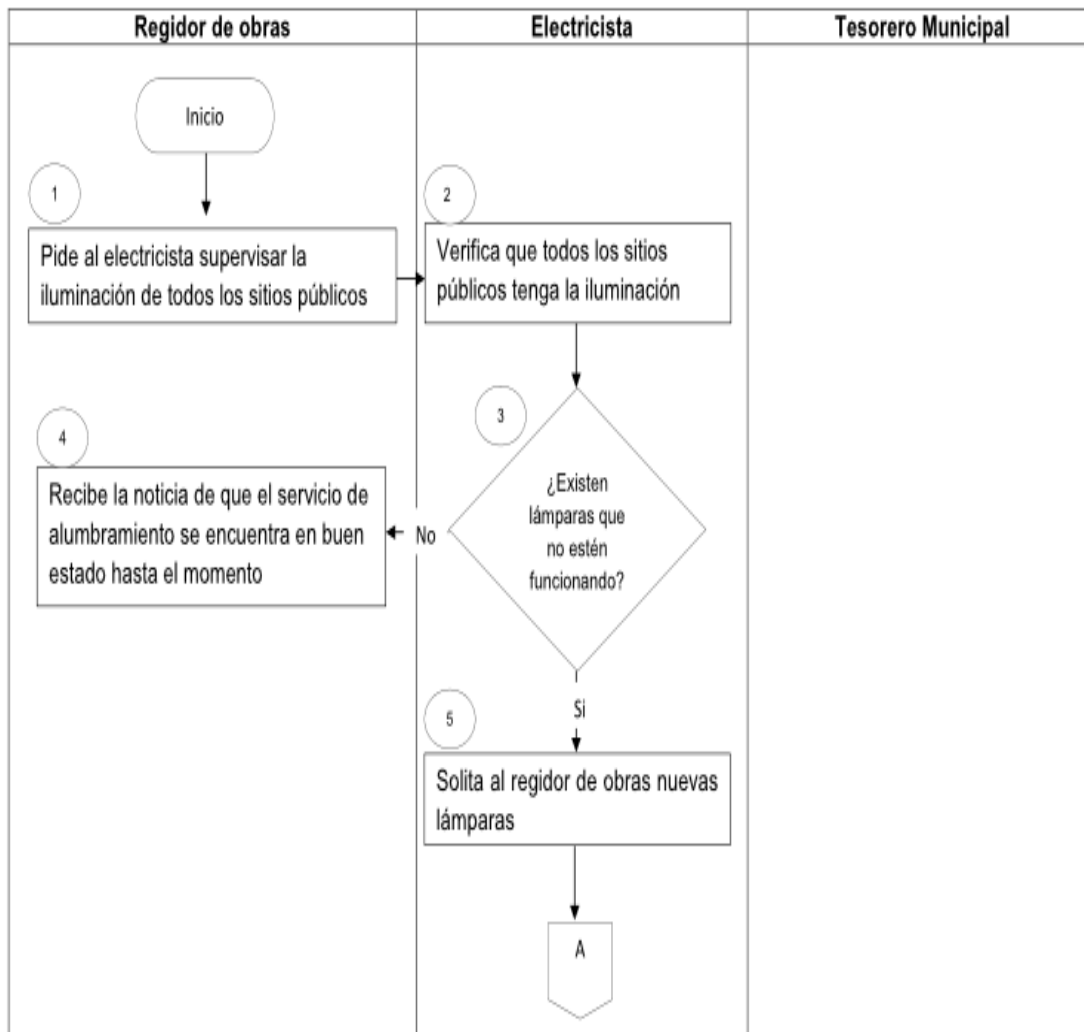 Regidor de obras
Electricista
Tesorero Municipal
Inicio
1
Pide al electricista supervisar la
iluminación de todos los sitios públicos
2
Verifica que todos los sitios
públicos tenga la iluminación
3
¿Existen
lámparas que
no estén
funcionando?
No
4
Recibe la noticia de que el servicio de
alumbramiento se encuentra en buen
estado hasta el momento
Si
5
Solita al regidor de obras nuevas
lámparas
A